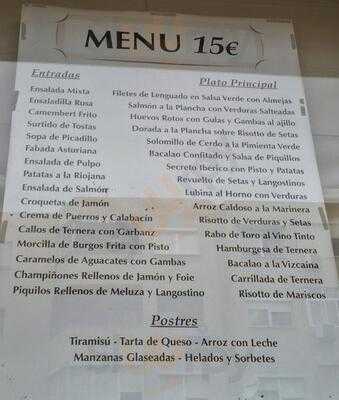 MENU 15€
Entradas
Ensalada Mixta
Ensaladilla Rusa
Camembert Frito
Surtido de Tostas
Sopa de Picadillo
Fabada Asturiana
Ensalada de Pulpo
Patatas a la Riojana
Ensalada de Salmón
Croquetas de Jamón
Crema de Puerros y Calabacín
Callos de Ternera con Garbanz
Morcilla de Burgos Frita con Pisto
Caramelos de Aguacates con Gambas
Champiñones Rellenos de Jamón y Foie
Piquilos Rellenos de Meluza y Langostino
Plato Principal
Filetes de Lenguado en Salsa Verde con Almejas
Salmón a la Plancha con Verduras Salteadas
Huevos Rotos con Gulas y Gambas al ajillo
Dorada a la Plancha sobre Risotto de Setas
Solomillo de Cerdo a la Pimienta Verde
Bacalao Confitado y Salsa de Piquillos
Secreto Iberico con Pisto y Patatas
Revuelto de Setas y Langostinos
Lubina al Horno con Verduras
Arroz Caldoso a la Marinera
Risotto de Verduras y Setas
Rabo de Toro al Vino Tinto
Hamburgesa de Ternera
Bacalao a la Vizcaína
Carrillada de Ternera
Risotto de Mariscos
Postres
Tiramisú - Tarta de Queso - Arroz con Leche
Manzanas Glaseadas - Helados y Sorbetes